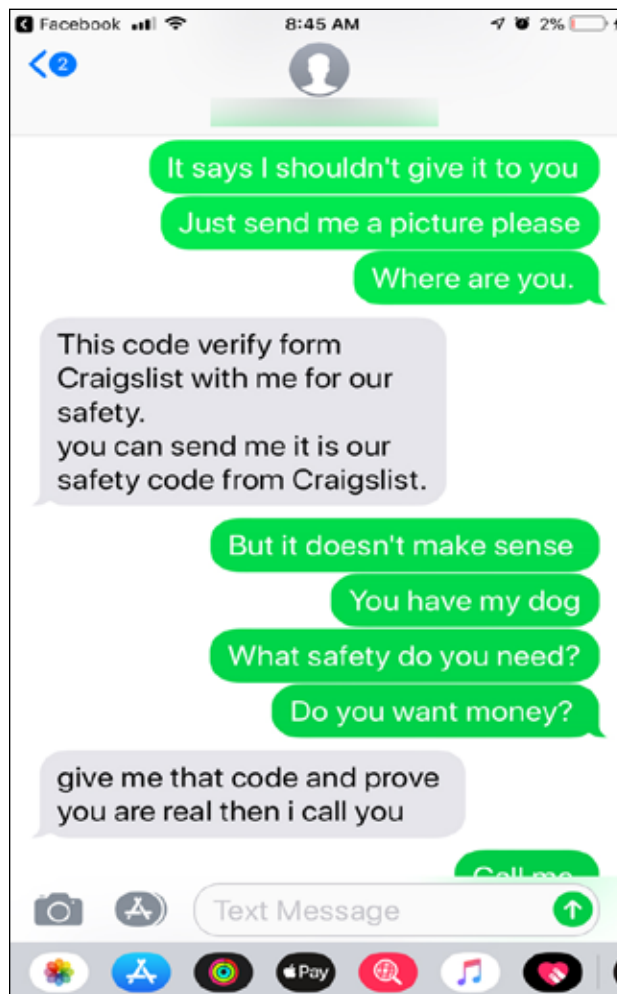 Facebook
8:45 AM
2%
2
It says I shouldn't give it to you
Just send me a picture please
Where are you.
This code verify form
Craigslist with me for our
safety.
you can send me it is our
safety code from Craigslist.
But it doesn't make sense
You have my dog
What safety do you need?
Do you want money?
give me that code and prove
you are real then i call you
Call me
Text Message
Pay